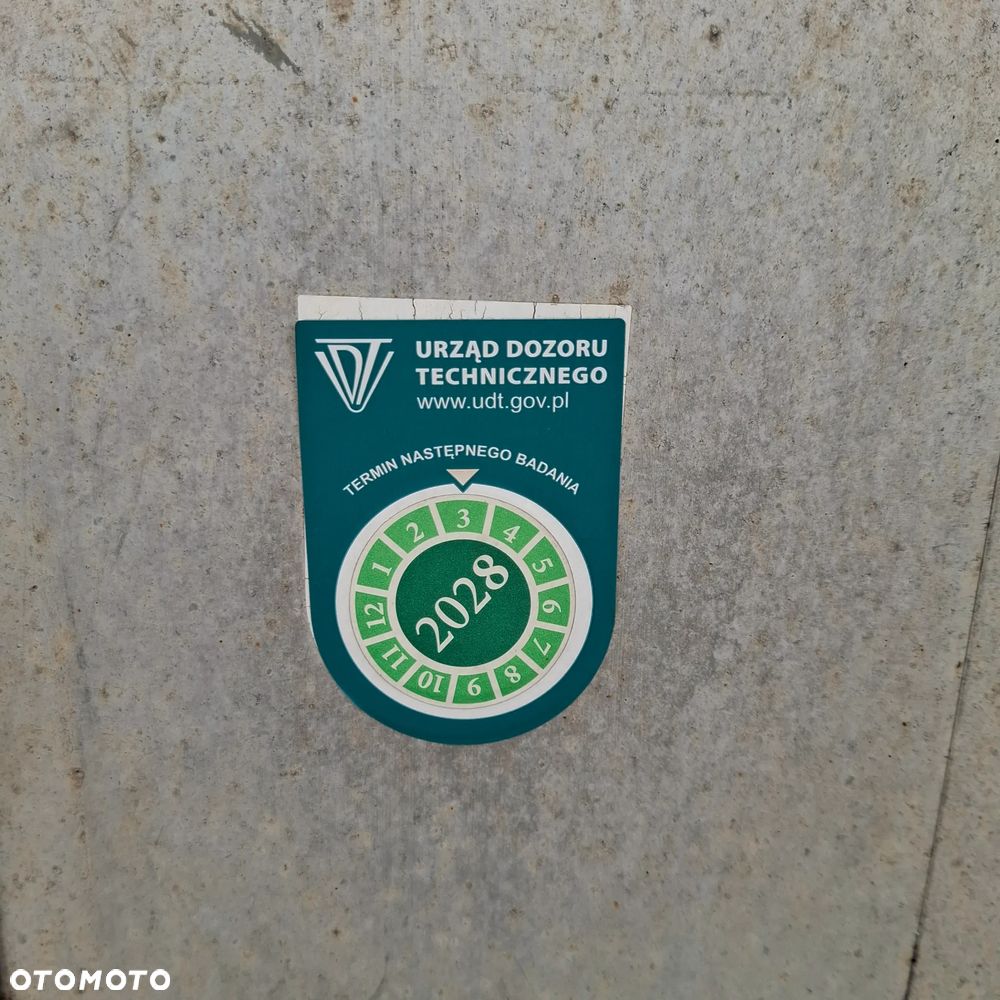 UDT
URZĄD DOZORU
TECHNICZNEGO
www.udt.gov.pl
TERMIN NASTĘPNEGO BADANIA
1 2 3 4 5 6 7 8 9 10 11 12
2028
OTOMOTO